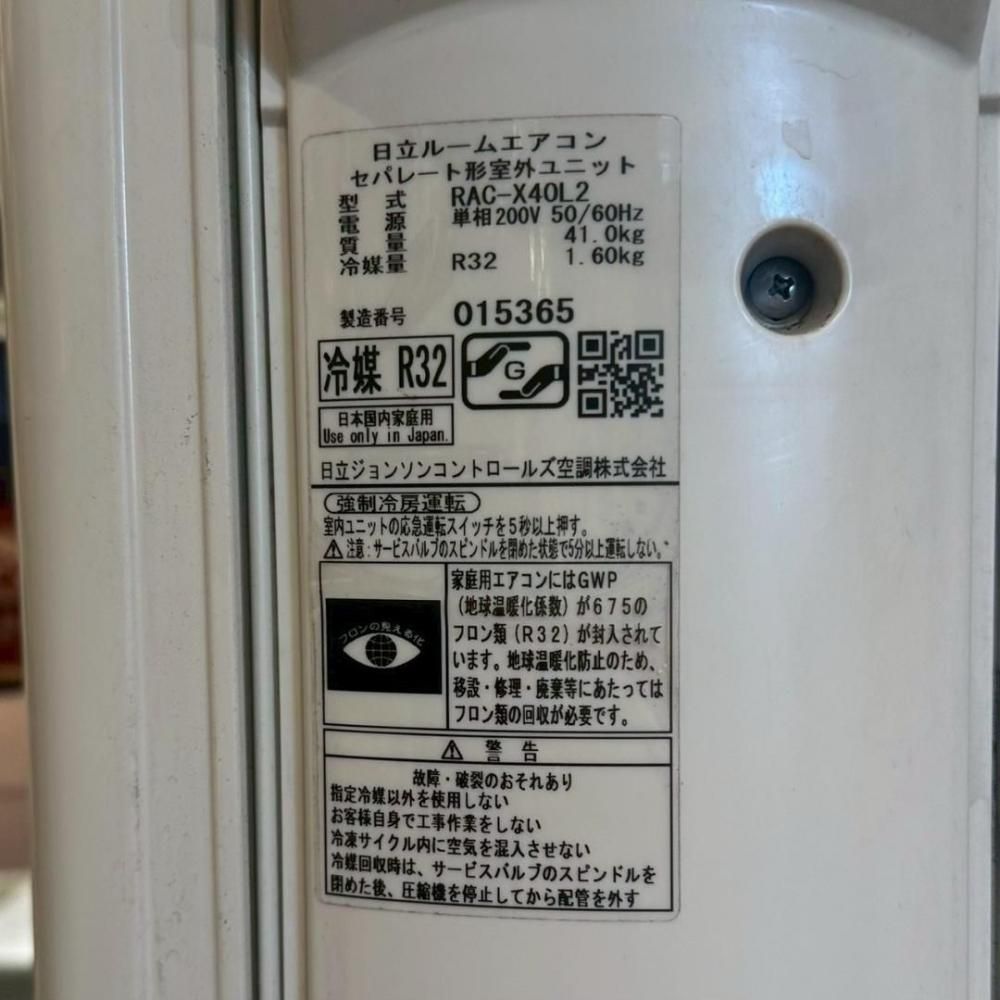 日立ルームエアコン
セパレート形室外ユニット
型式 RAC-X40L2
電源 単相200V 50/60Hz
質量 41.0kg
冷媒量 R32 1.60kg
製造番号 015365
冷媒 R32
G
日本国内家庭用
Use only in Japan.
日立ジョンソンコントロールズ空調株式会社
強制冷房運転
室内ユニットの応急運転スイッチを5秒以上押す。
⚠注意:サービスバルブのスピンドルを閉めた状態で5分以上運転しない。
フロンの見える化
家庭用エアコンにはGWP
(地球温暖化係数)が675の
フロン類(R32)が封入されて
います。地球温暖化防止のため、
移設・修理・廃棄等にあたっては
フロン類の回収が必要です。
⚠ 警告
故障・破裂のおそれあり
指定冷媒以外を使用しない
お客様自身で工事作業をしない
冷凍サイクル内に空気を混入させない
冷媒回収時は、サービスバルブのスピンドルを
閉めた後、圧縮機を停止してから配管を外す